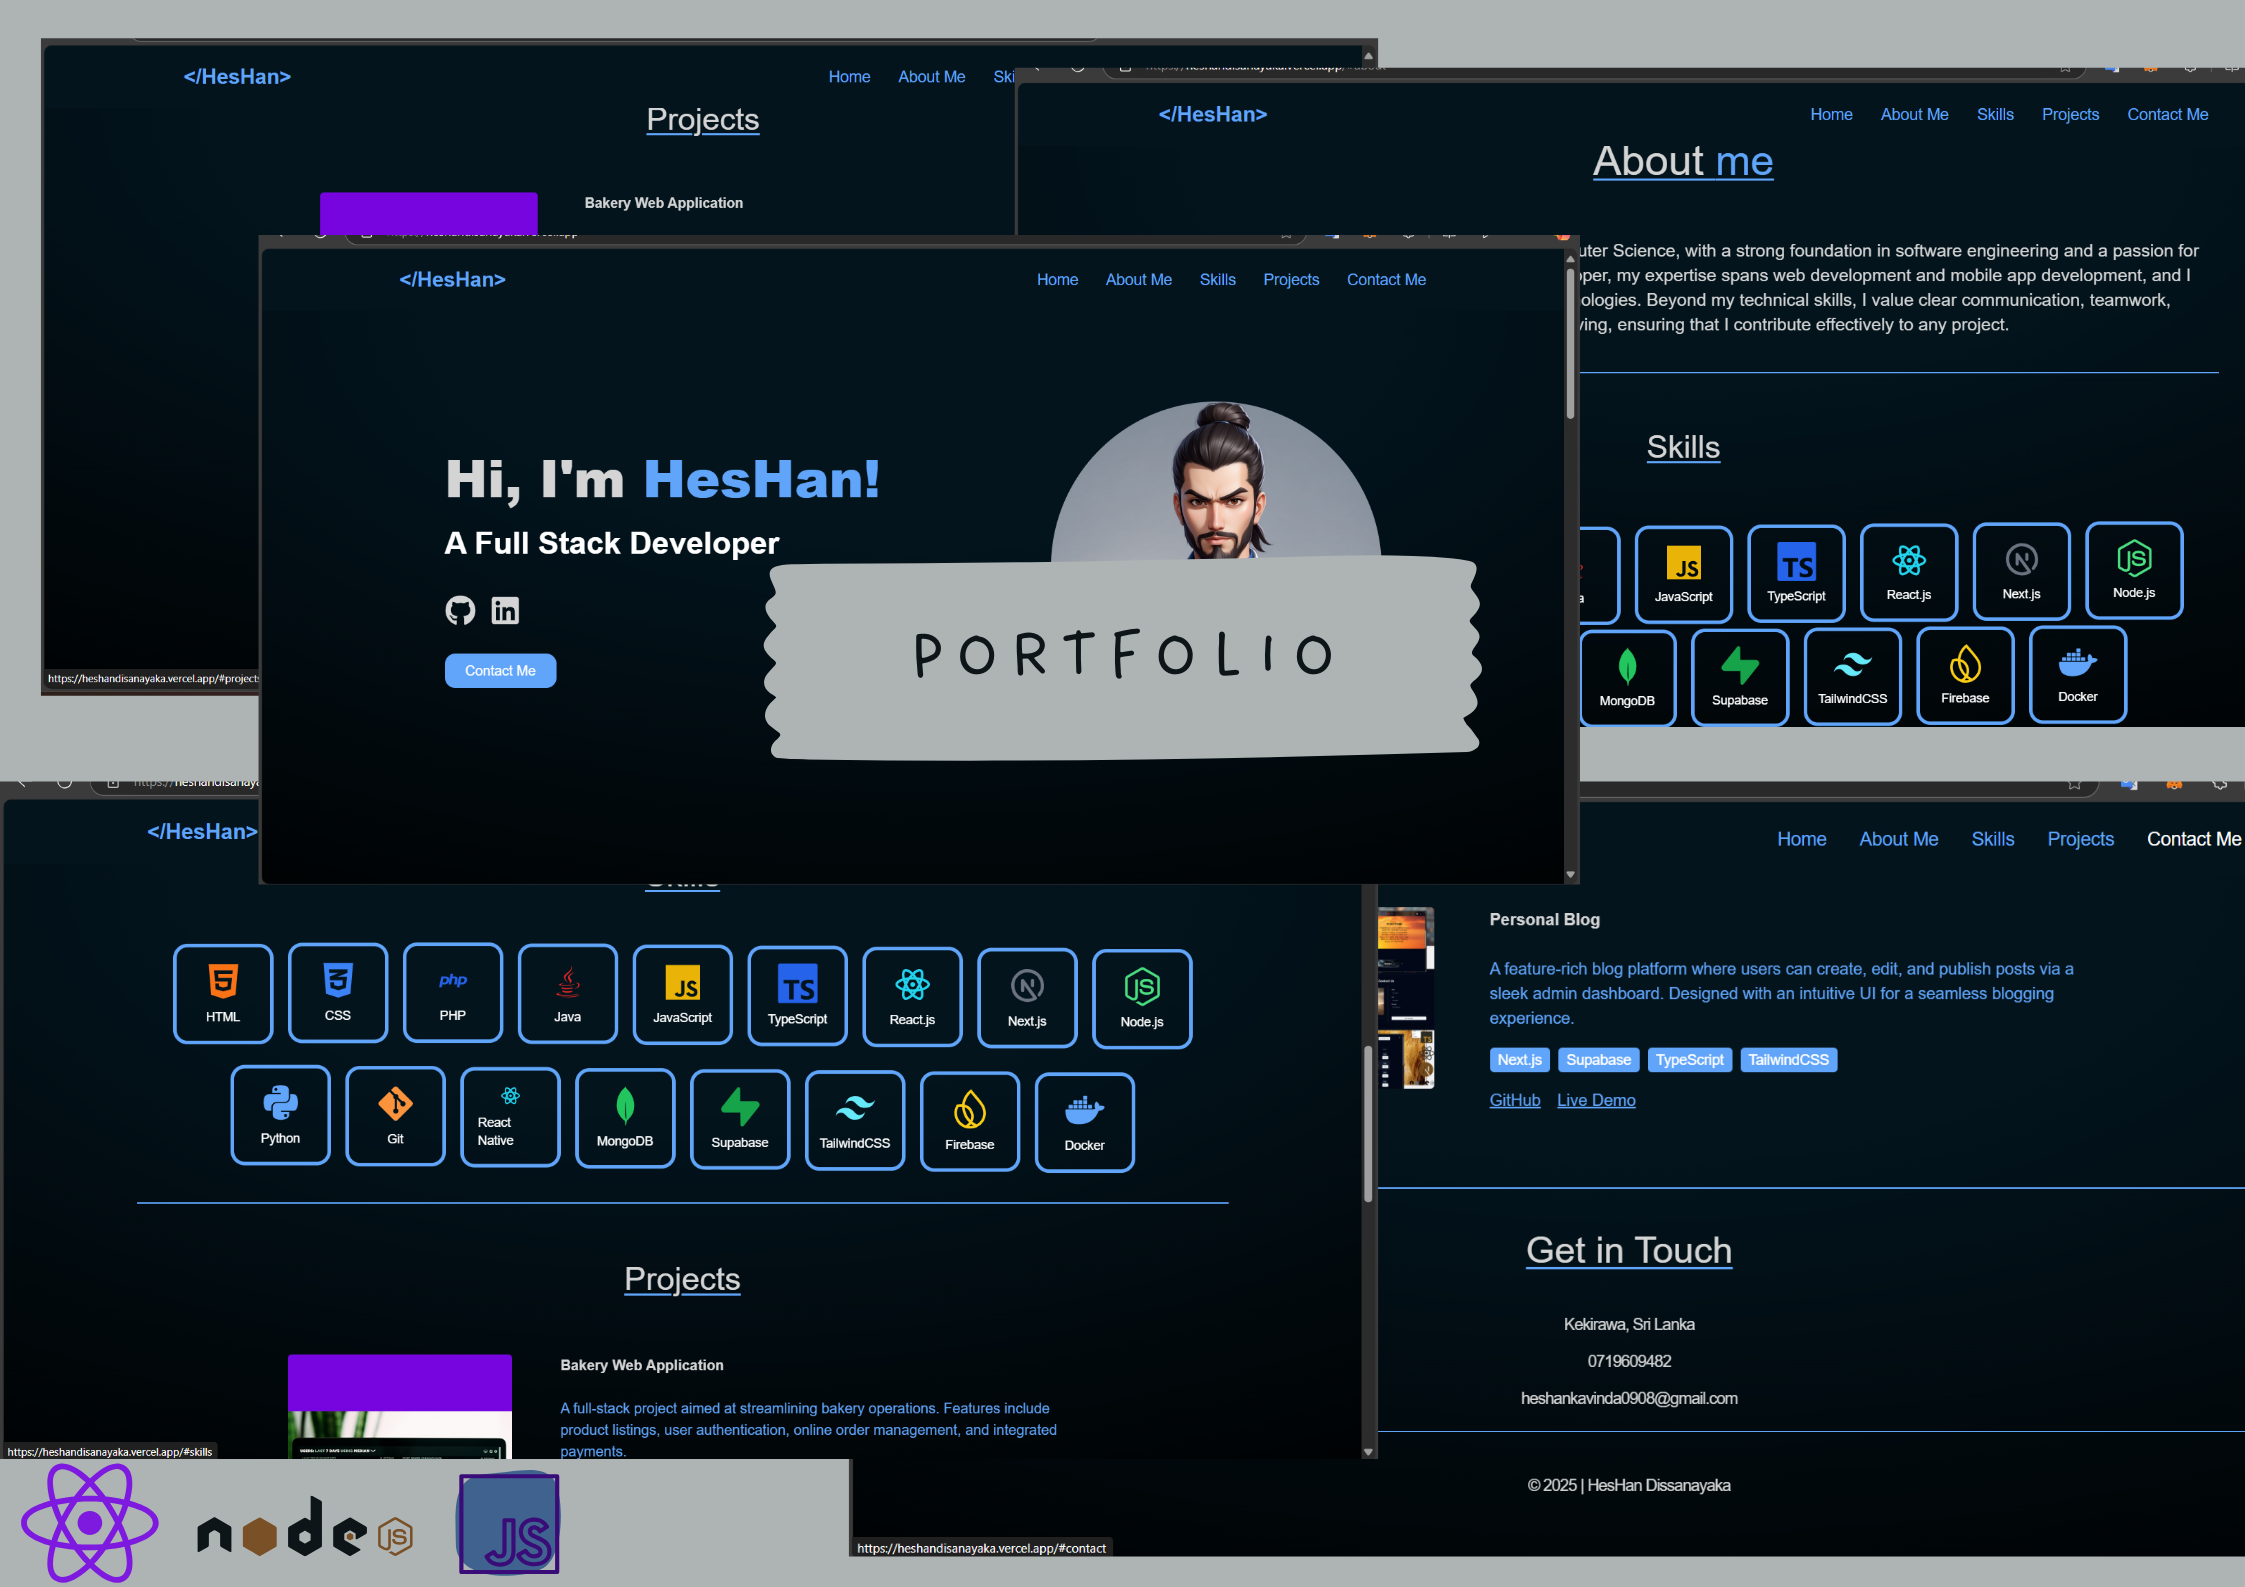 </HesHan>
Home About Me
Projects
Bakery Web Application
https://heshandisanayaka.vercel.app/#projects
</HesHan>
Home About Me Skills Projects Contact Me
About me
Science, with a strong foundation in software engineering and a passion for
my expertise spans web development and mobile app development, and I
Beyond my technical skills, I value clear communication, teamwork,
ensuring that I contribute effectively to any project.
Skills
JavaScript
TypeScript
React.js
Next.js
Node.js
MongoDB
Supabase
TailwindCSS
Firebase
Docker
</HesHan>
Home About Me Skills Projects Contact Me
Hi, I'm HesHan!
A Full Stack Developer
Contact Me
PORTFOLIO
</HesHan>
Skills
HTML
CSS
php
PHP
Java
JS
JavaScript
TS
TypeScript
React.js
Next.js
JS
Node.js
Python
Git
React
Native
MongoDB
Supabase
TailwindCSS
Firebase
Docker
Projects
Bakery Web Application
A full-stack project aimed at streamlining bakery operations. Features include
product listings, user authentication, online order management, and integrated
payments.
https://heshandisanayaka.vercel.app/#skills
Home About Me Skills Projects Contact Me
Personal Blog
A feature-rich blog platform where users can create, edit, and publish posts via a
sleek admin dashboard. Designed with an intuitive UI for a seamless blogging
experience.
Next.js Supabase TypeScript TailwindCSS
GitHub Live Demo
Get in Touch
Kekirawa, Sri Lanka
0719609482
heshankavinda0908@gmail.com
© 2025 | HesHan Dissanayaka
https://heshandisanayaka.vercel.app/#contact
node JS
JS